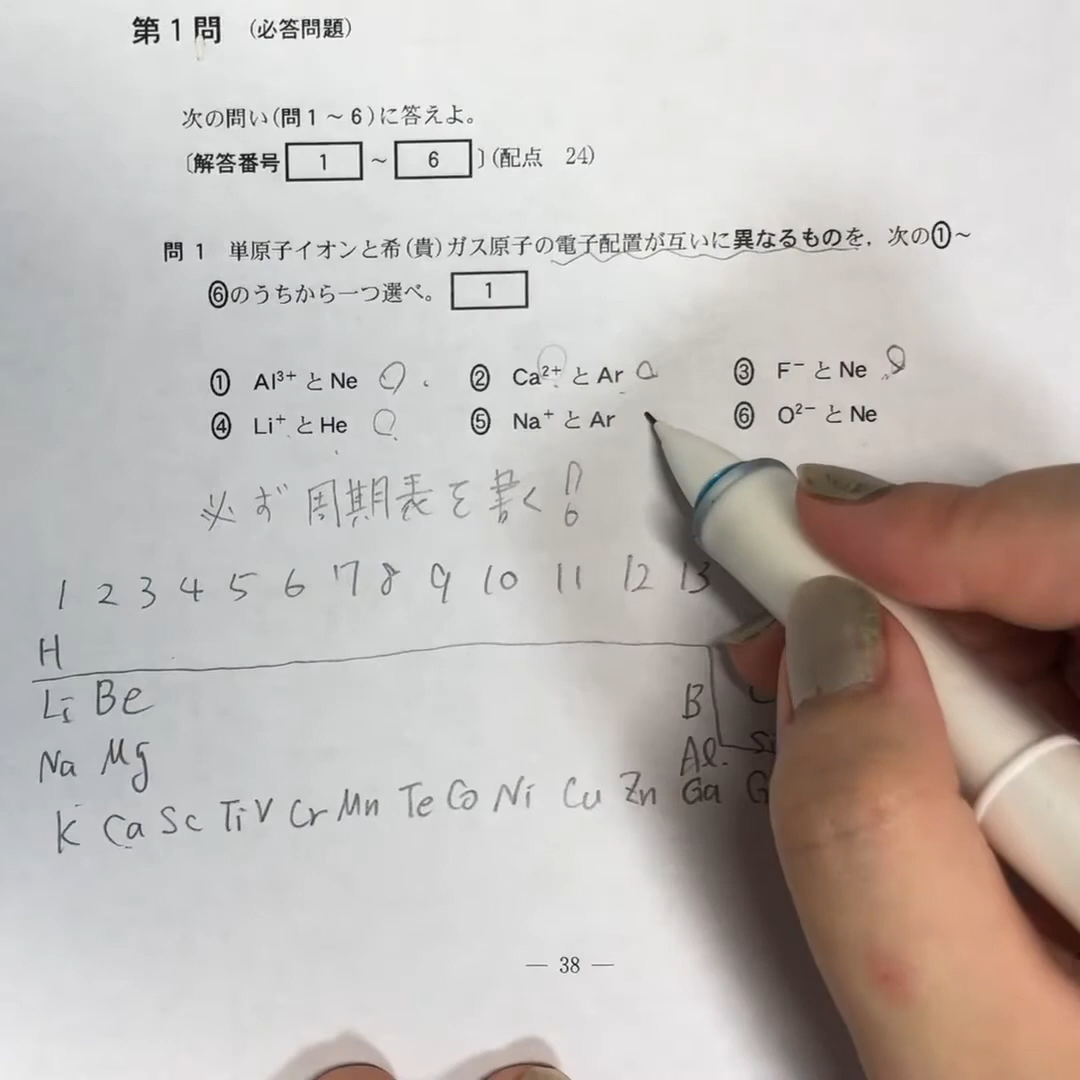 第1問 (必答問題)
次の問い(問1～6)に答えよ。
〔解答番号 1 ～ 6 〕(配点 24)
問1 単原子イオンと希(貴)ガス原子の電子配置が互いに異なるものを，次の①～
⑥のうちから一つ選べ。 1
① Al³⁺ と Ne ② Ca²⁺ と Ar ③ F⁻ と Ne
④ Li⁺ と He ⑤ Na⁺ と Ar ⑥ O²⁻ と Ne
必ず周期表を書く!!
1 2 3 4 5 6 7 8 9 10 11 12 13
H
Li Be B
Na Mg Al Si
K Ca Sc Ti V Cr Mn Te Co Ni Cu Zn Ga
― 38 ―